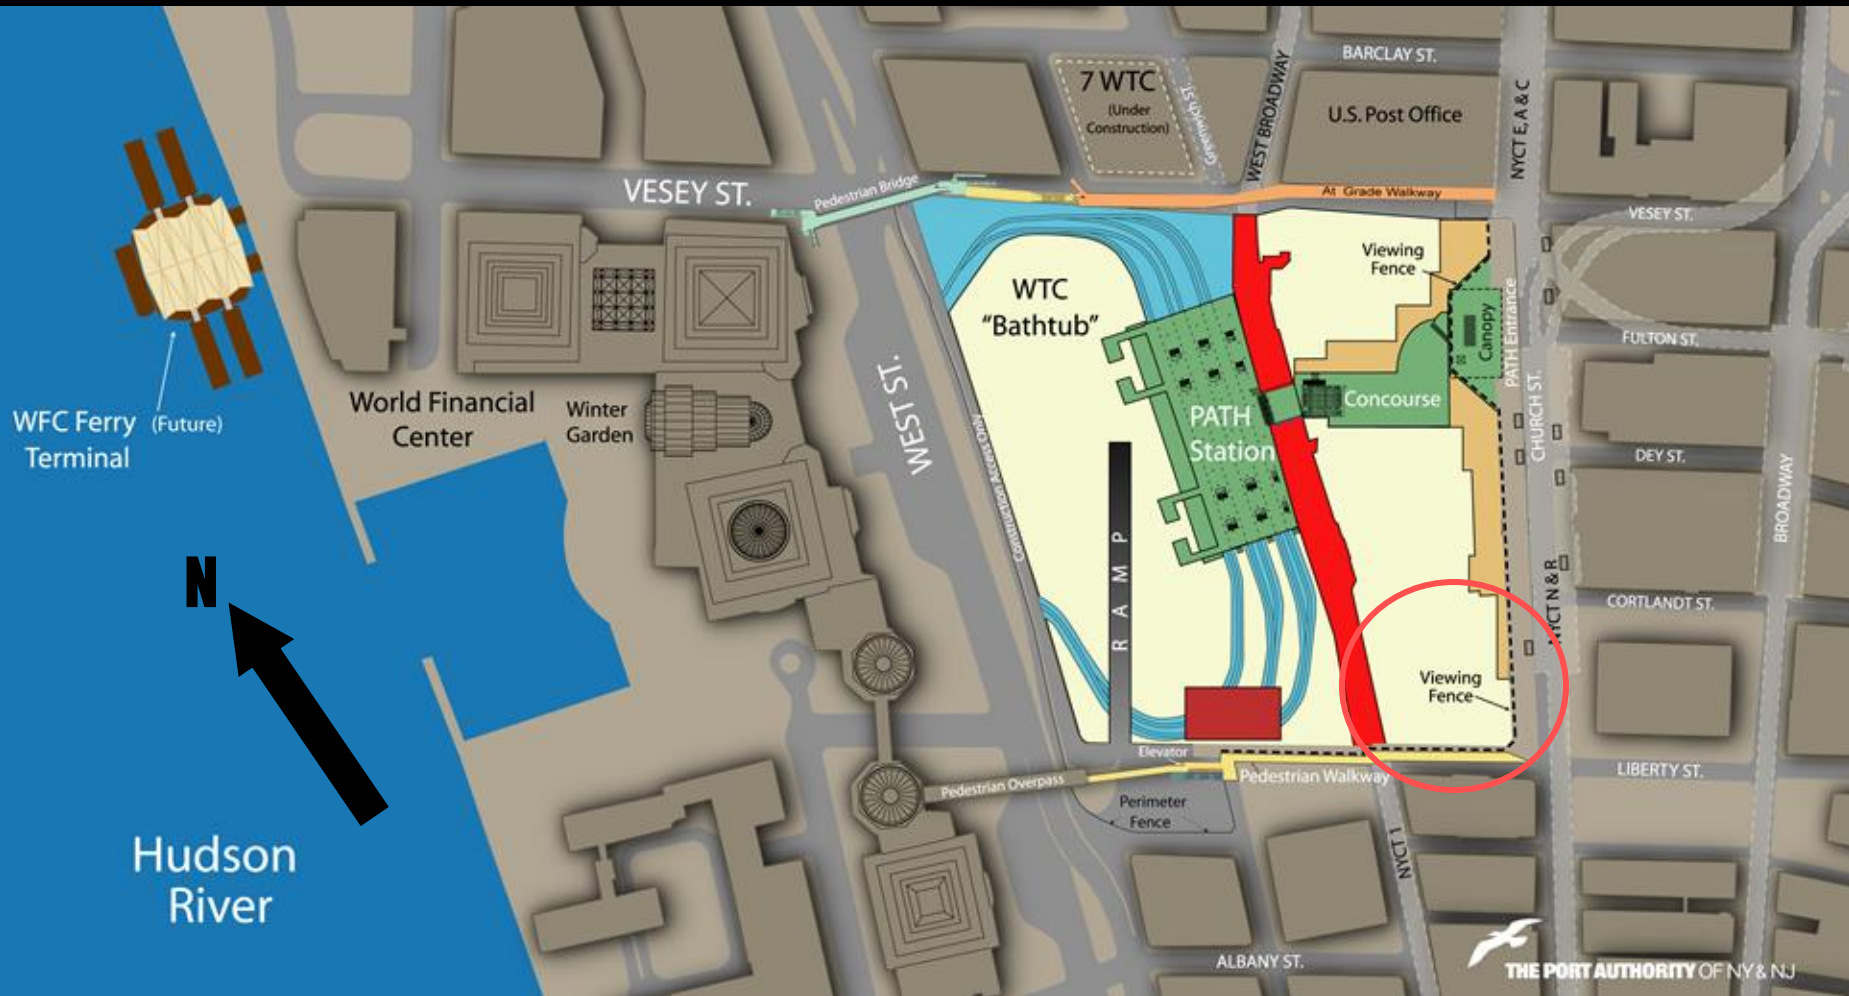 BARCLAY ST.
7 WTC
(Under
Construction)
Greenwich ST.
WEST BROADWAY
U.S. Post Office
NYCT E, A & C
VESEY ST.
Pedestrian Bridge
At Grade Walkway
VESEY ST.
Viewing
Fence
WTC
"Bathtub"
PATH Entrance
Canopy
FULTON ST.
WFC Ferry (Future)
Terminal
World Financial
Center
Winter
Garden
WEST ST.
Construction Access Only
PATH
Station
Concourse
CHURCH ST.
DEY ST.
BROADWAY
N
RAMP
NYCT N & R
CORTLANDT ST.
Viewing
Fence
Elevator
Pedestrian Overpass
Pedestrian Walkway
LIBERTY ST.
Perimeter
Fence
NYCT 1
Hudson
River
ALBANY ST.
THE PORT AUTHORITY OF NY & NJ